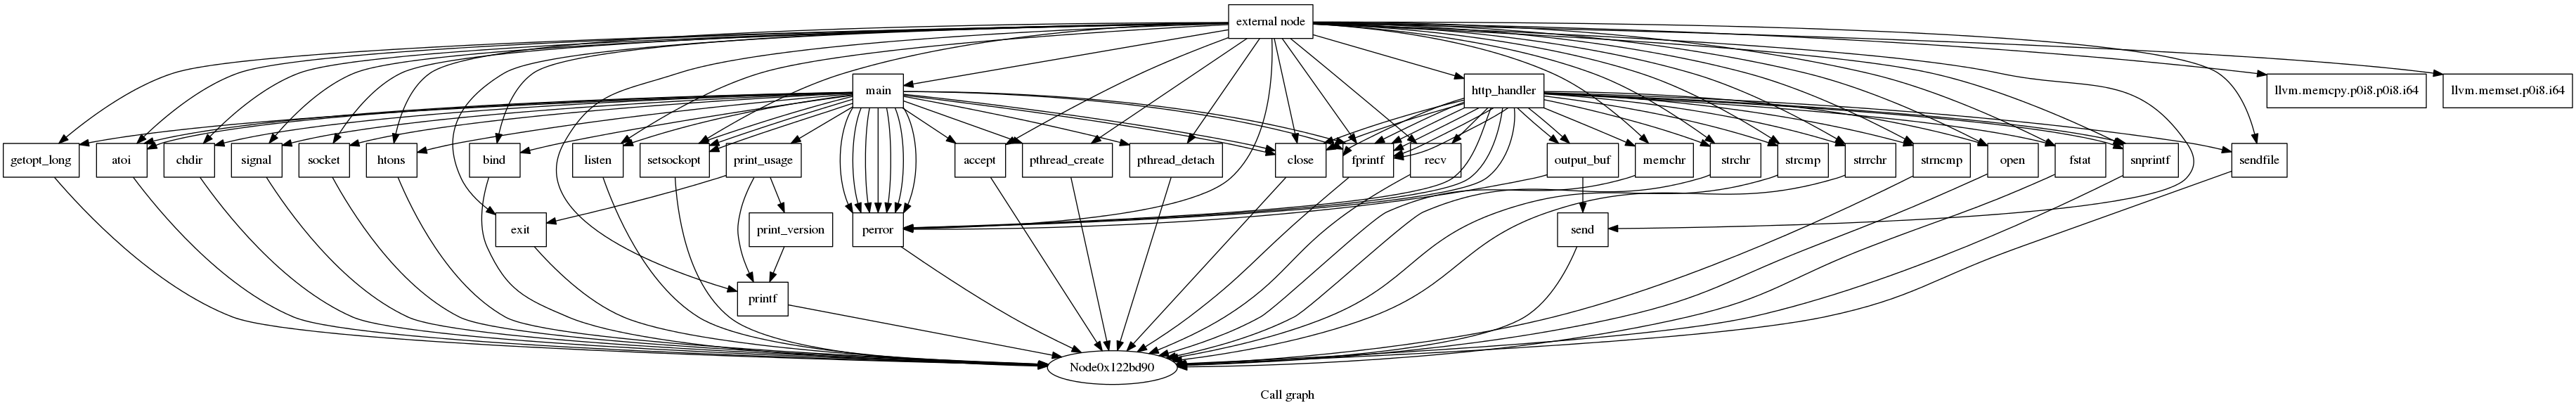 external node
main
http_handler
llvm.memcpy.p0i8.p0i8.i64
llvm.memset.p0i8.i64
getopt_long
atoi
chdir
signal
socket
htons
bind
listen
setsockopt
print_usage
accept
pthread_create
pthread_detach
close
fprintf
recv
output_buf
memchr
strchr
strcmp
strrchr
strncmp
open
fstat
snprintf
sendfile
exit
print_version
perror
send
printf
Node0x122bd90
Call graph